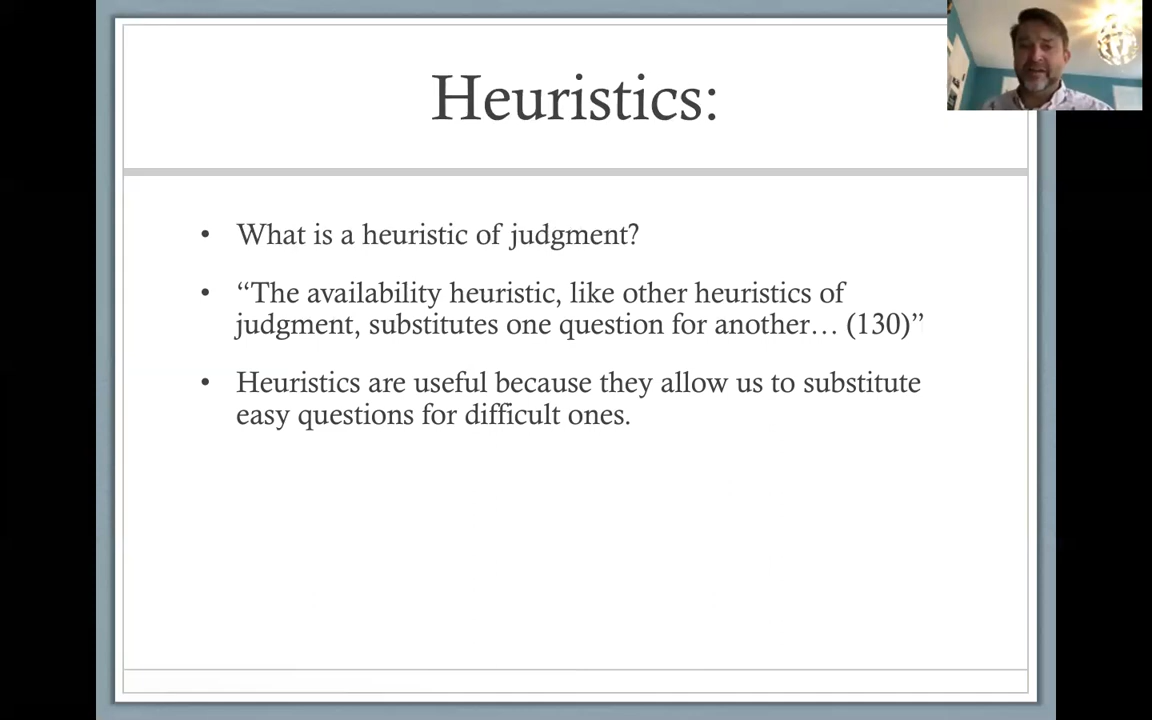 Heuristics:
• What is a heuristic of judgment?
• “The availability heuristic, like other heuristics of
judgment, substitutes one question for another… (130)”
• Heuristics are useful because they allow us to substitute
easy questions for difficult ones.